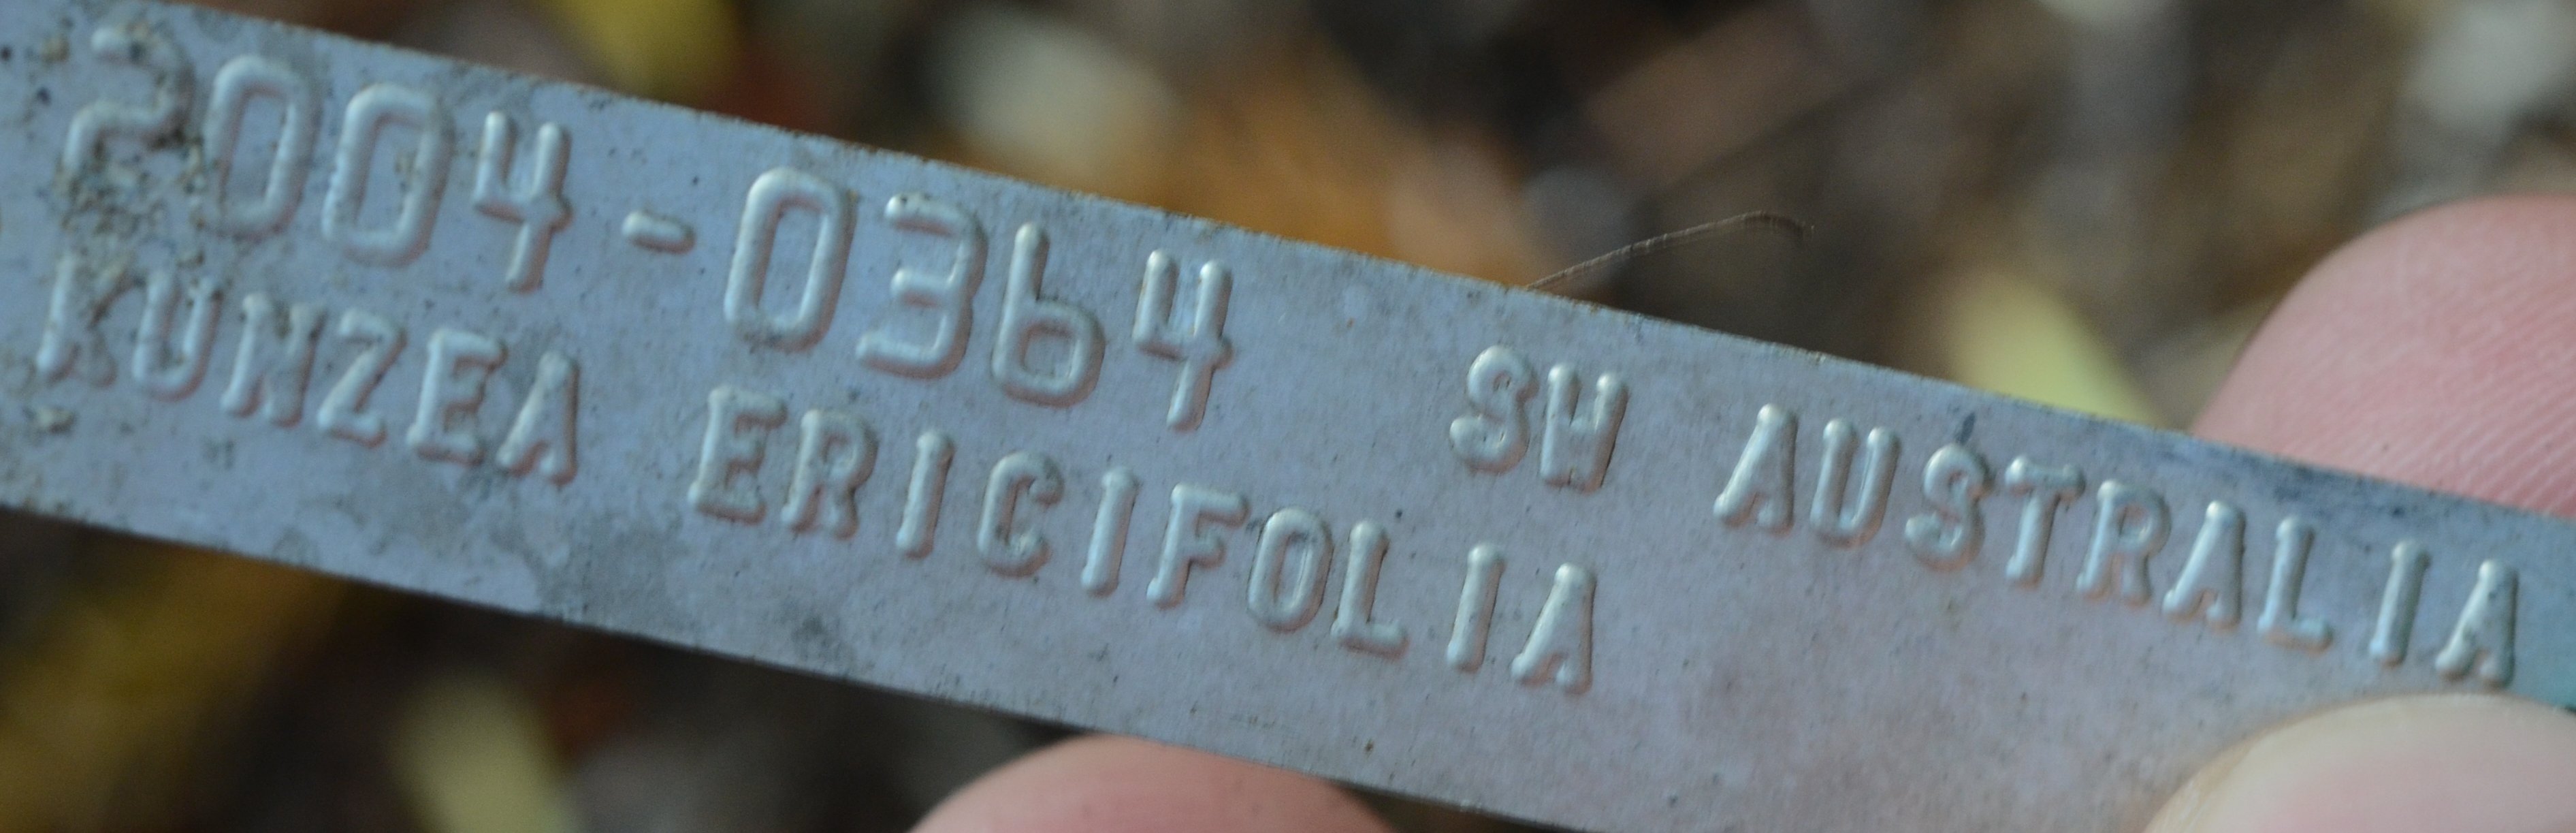 2004-0364 SW AUSTRALIA
KUNZEA ERICIFOLIA